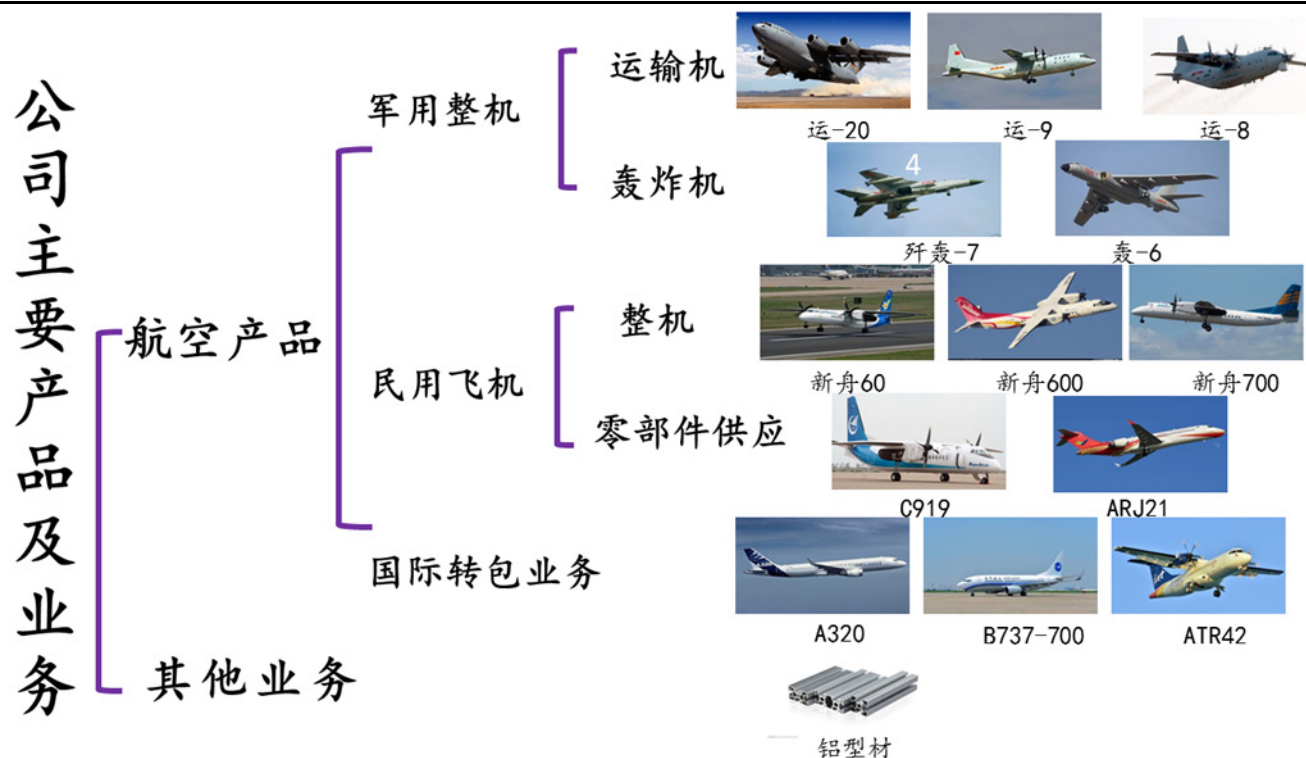 公司主要产品及业务
航空产品
其他业务
军用整机
民用飞机
国际转包业务
运输机
轰炸机
整机
零部件供应
运-20
运-9
运-8
4
歼轰-7
轰-6
新舟60
新舟600
新舟700
C919
ARJ21
A320
B737-700
ATR42
铝型材